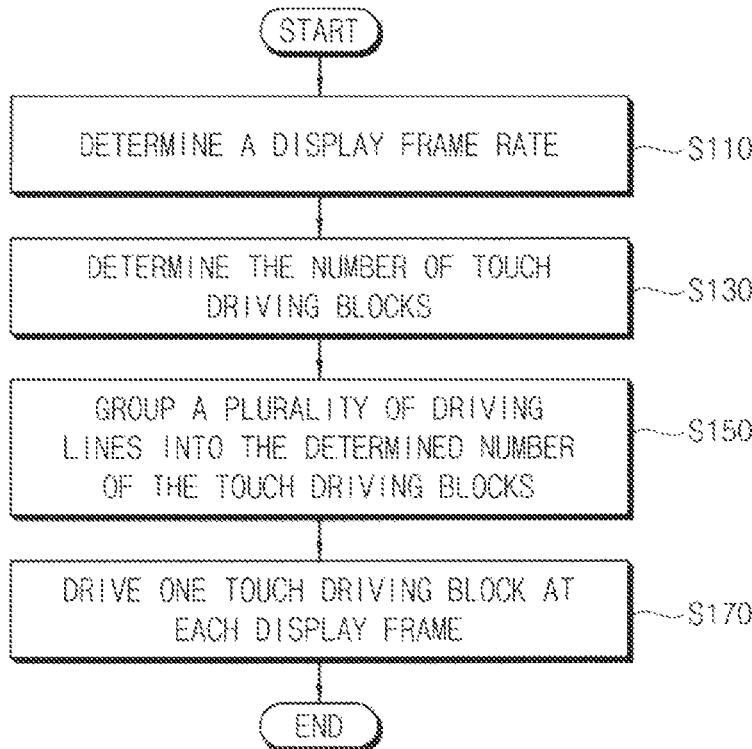 START
DETERMINE A DISPLAY FRAME RATE
S110
DETERMINE THE NUMBER OF TOUCH
DRIVING BLOCKS
S130
GROUP A PLURALITY OF DRIVING
LINES INTO THE DETERMINED NUMBER
OF THE TOUCH DRIVING BLOCKS
S150
DRIVE ONE TOUCH DRIVING BLOCK AT
EACH DISPLAY FRAME
S170
END